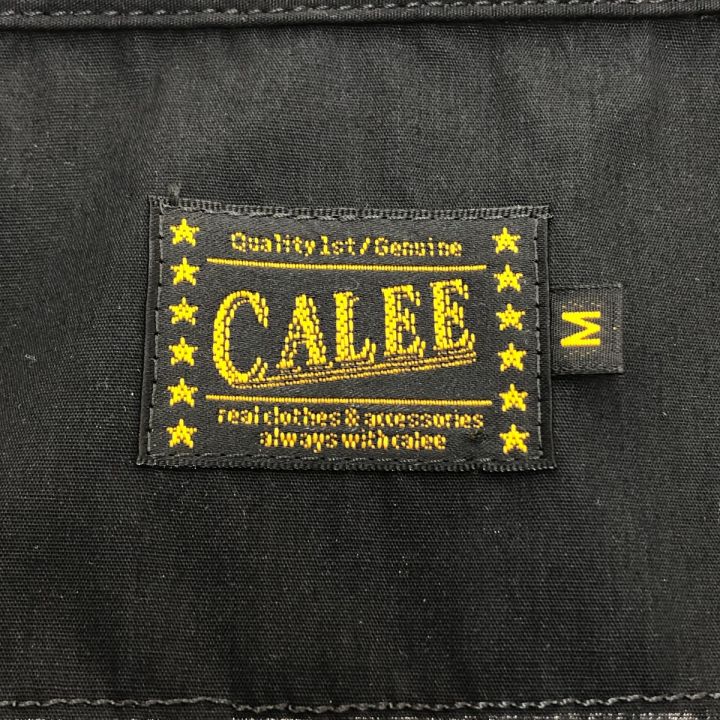 Quality 1st/Genuine
CALEE
real clothes & accessories
always with calee
M